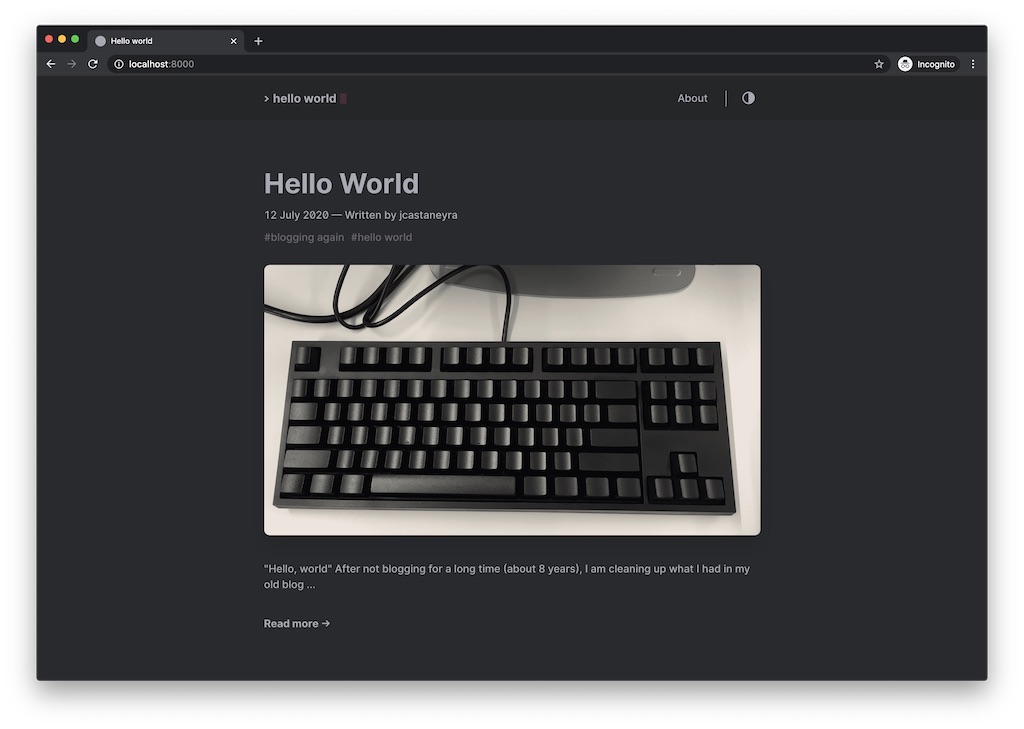 Hello world
localhost:8000
Incognito
> hello world
About
Hello World
12 July 2020 — Written by jcastaneyra
#blogging again #hello world
"Hello, world" After not blogging for a long time (about 8 years), I am cleaning up what I had in my
old blog ...
Read more →